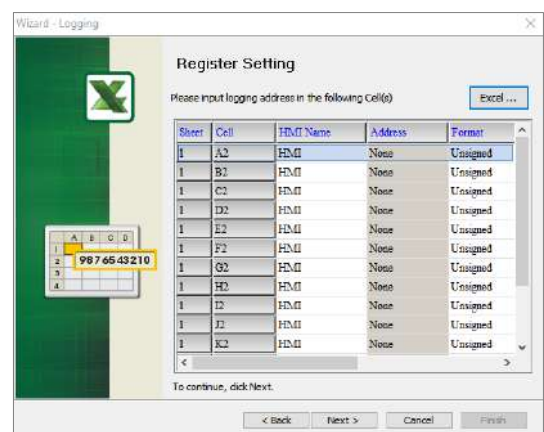 Wizard - Logging
Register Setting
Please input logging address in the following Cell(s)
Excel ...
Sheet Cell HMI Name Address Format
1 A2 HMI None Unsigned
1 B2 HMI None Unsigned
1 C2 HMI None Unsigned
1 D2 HMI None Unsigned
1 E2 HMI None Unsigned
1 F2 HMI None Unsigned
1 G2 HMI None Unsigned
1 H2 HMI None Unsigned
1 I2 HMI None Unsigned
1 J2 HMI None Unsigned
1 K2 HMI None Unsigned
A B C D
1
2 9876543210
3
4
To continue, click Next.
< Back Next > Cancel Finish